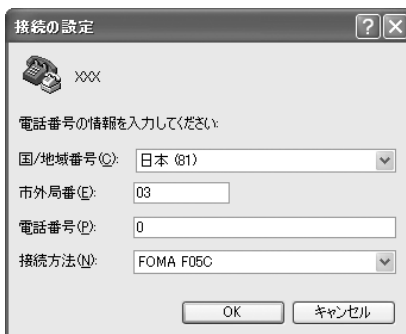 接続の設定
XXX
電話番号の情報を入力してください:
国/地域番号(C): 日本 (81)
市外局番(E): 03
電話番号(P): 0
接続方法(N): FOMA F05C
OK キャンセル